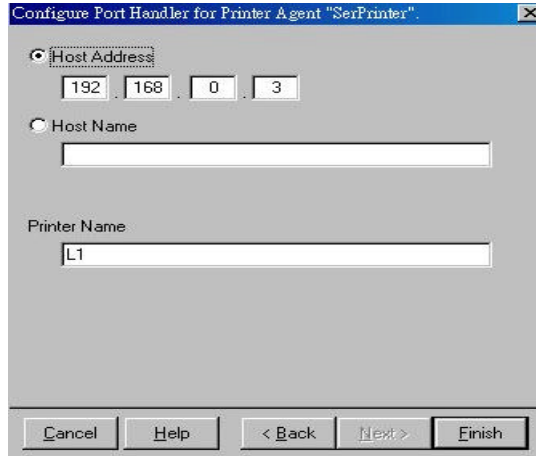 Configure Port Handler for Printer Agent "SerPrinter".
Host Address
192 . 168 . 0 . 3
Host Name
Printer Name
L1
Cancel Help < Back Next > Finish